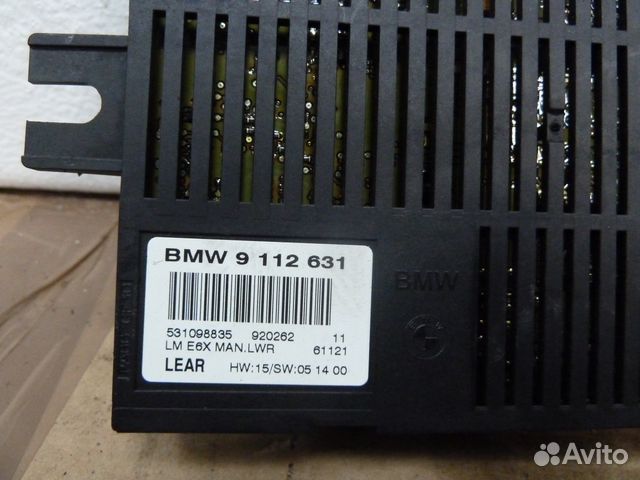 BMW 9 112 631
531098835 920262 11
LM E6X MAN.LWR 61121
LEAR HW:15/SW:05 14 00
BMW
Avito